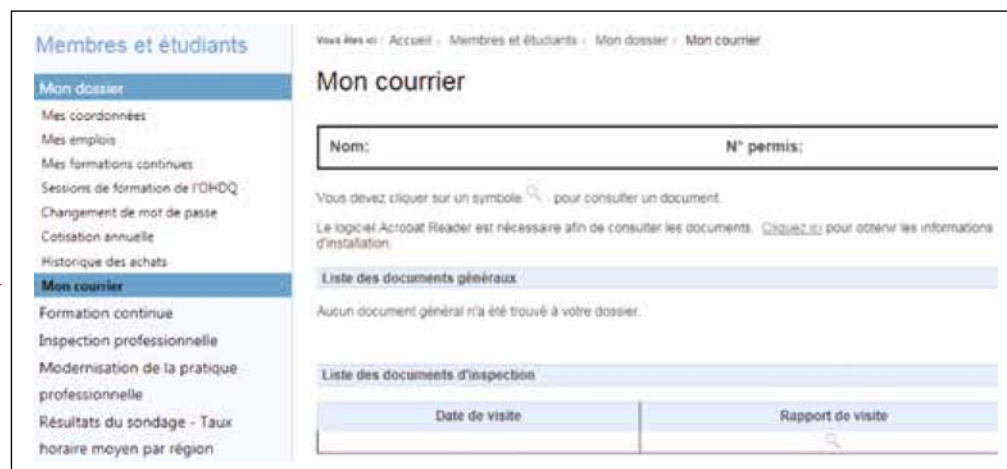 Membres et étudiants
Mon dossier
Mes coordonnées
Mes emplois
Mes formations continues
Sessions de formation de l'OHDQ
Changement de mot de passe
Cotisation annuelle
Historique des achats
Mon courrier
Formation continue
Inspection professionnelle
Modernisation de la pratique
professionnelle
Résultats du sondage - Taux
horaire moyen par région
Vous êtes ici : Accueil › Membres et étudiants › Mon dossier › Mon courrier
Mon courrier
Nom: N° permis:
Vous devez cliquer sur un symbole pour consulter un document.
Le logiciel Acrobat Reader est nécessaire afin de consulter les documents. Cliquez ici pour obtenir les informations
d'installation.
Liste des documents généraux
Aucun document général n'a été trouvé à votre dossier.
Liste des documents d'inspection
Date de visite Rapport de visite